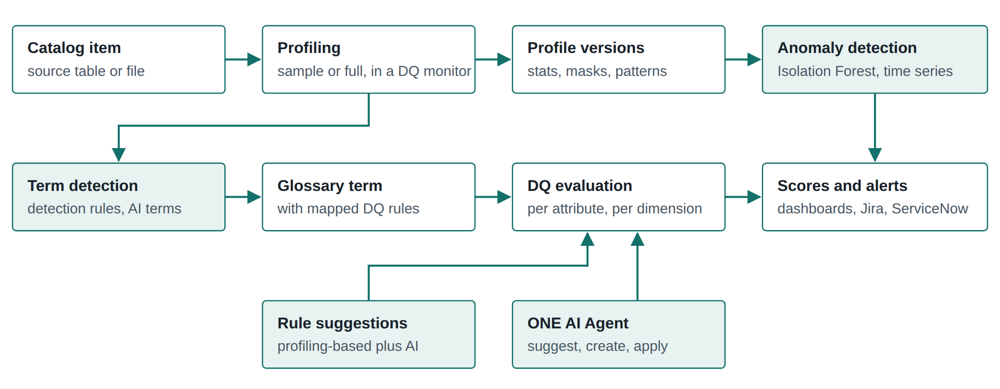 Catalog item
source table or file
Profiling
sample or full, in a DQ monitor
Profile versions
stats, masks, patterns
Anomaly detection
Isolation Forest, time series
Term detection
detection rules, AI terms
Glossary term
with mapped DQ rules
DQ evaluation
per attribute, per dimension
Scores and alerts
dashboards, Jira, ServiceNow
Rule suggestions
profiling-based plus AI
ONE AI Agent
suggest, create, apply